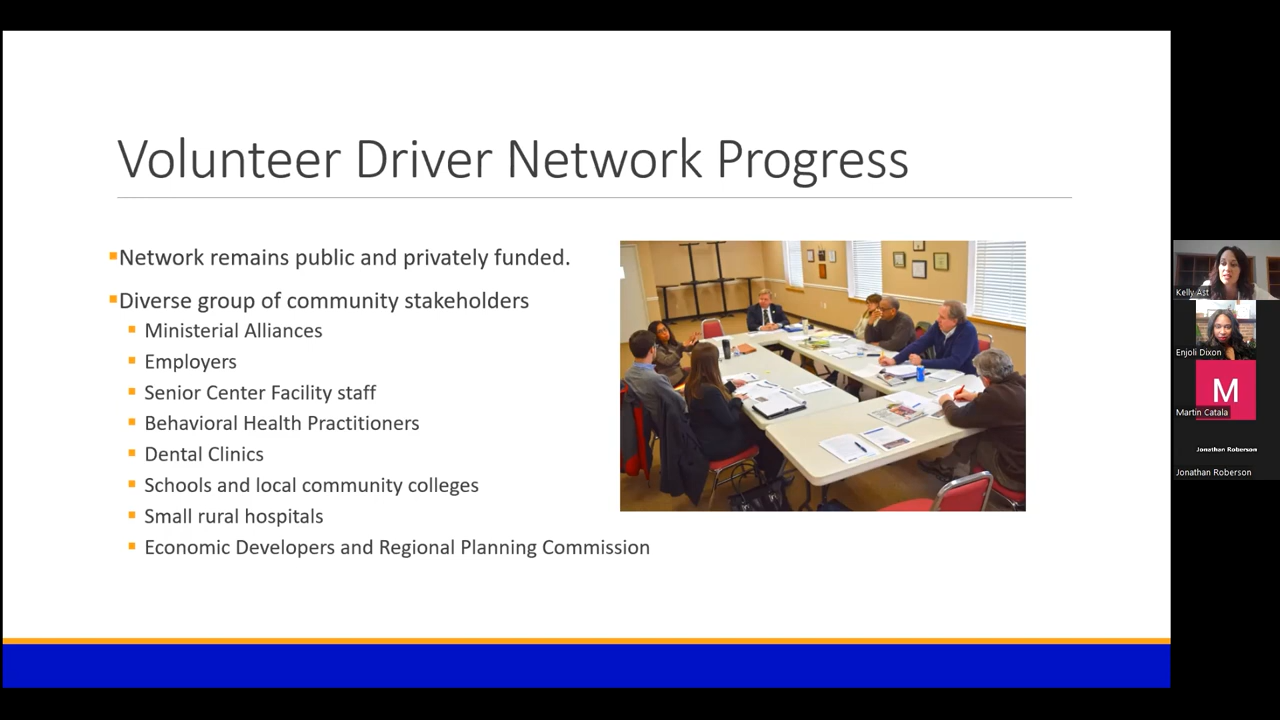 Volunteer Driver Network Progress
Network remains public and privately funded.
Diverse group of community stakeholders
Ministerial Alliances
Employers
Senior Center Facility staff
Behavioral Health Practitioners
Dental Clinics
Schools and local community colleges
Small rural hospitals
Economic Developers and Regional Planning Commission
Kelly Ast
Enjoli Dixon
M
Martin Catala
Jonathan Roberson
Jonathan Roberson